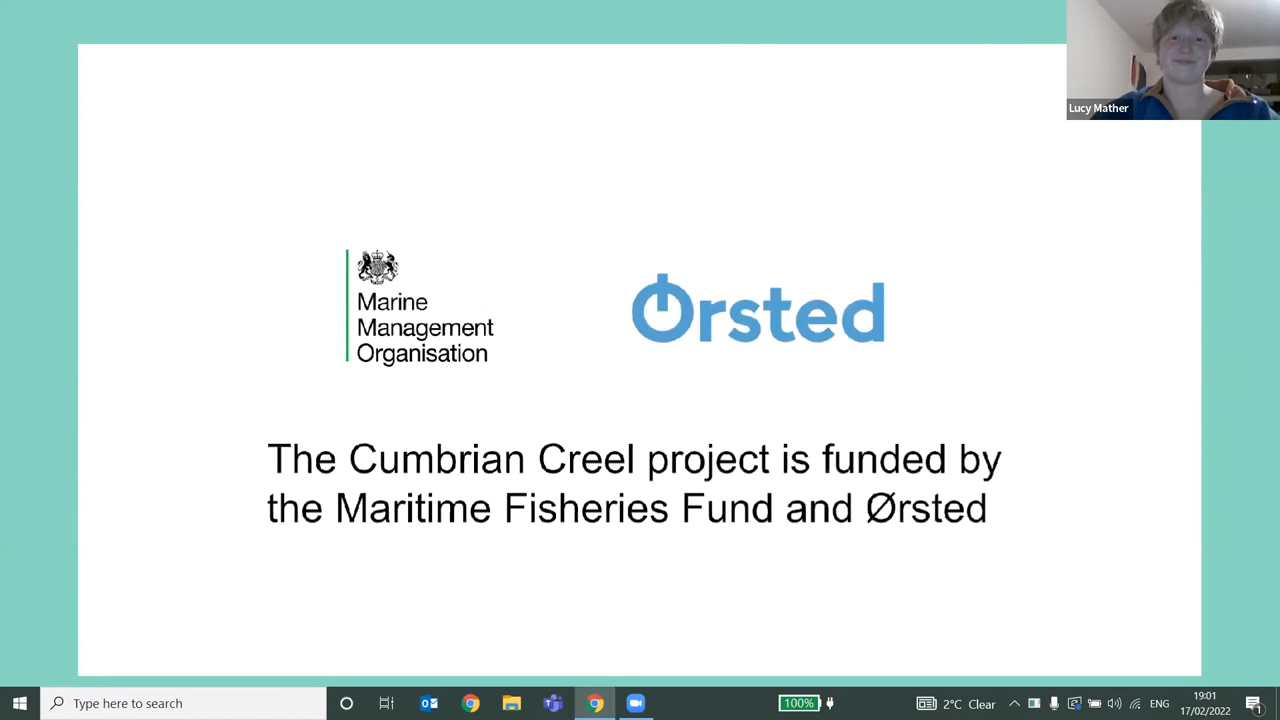 Lucy Mather
Marine
Management
Organisation
Ørsted
The Cumbrian Creel project is funded by
the Maritime Fisheries Fund and Ørsted
Type here to search
100%
2°C Clear
ENG
19:01
17/02/2022
1